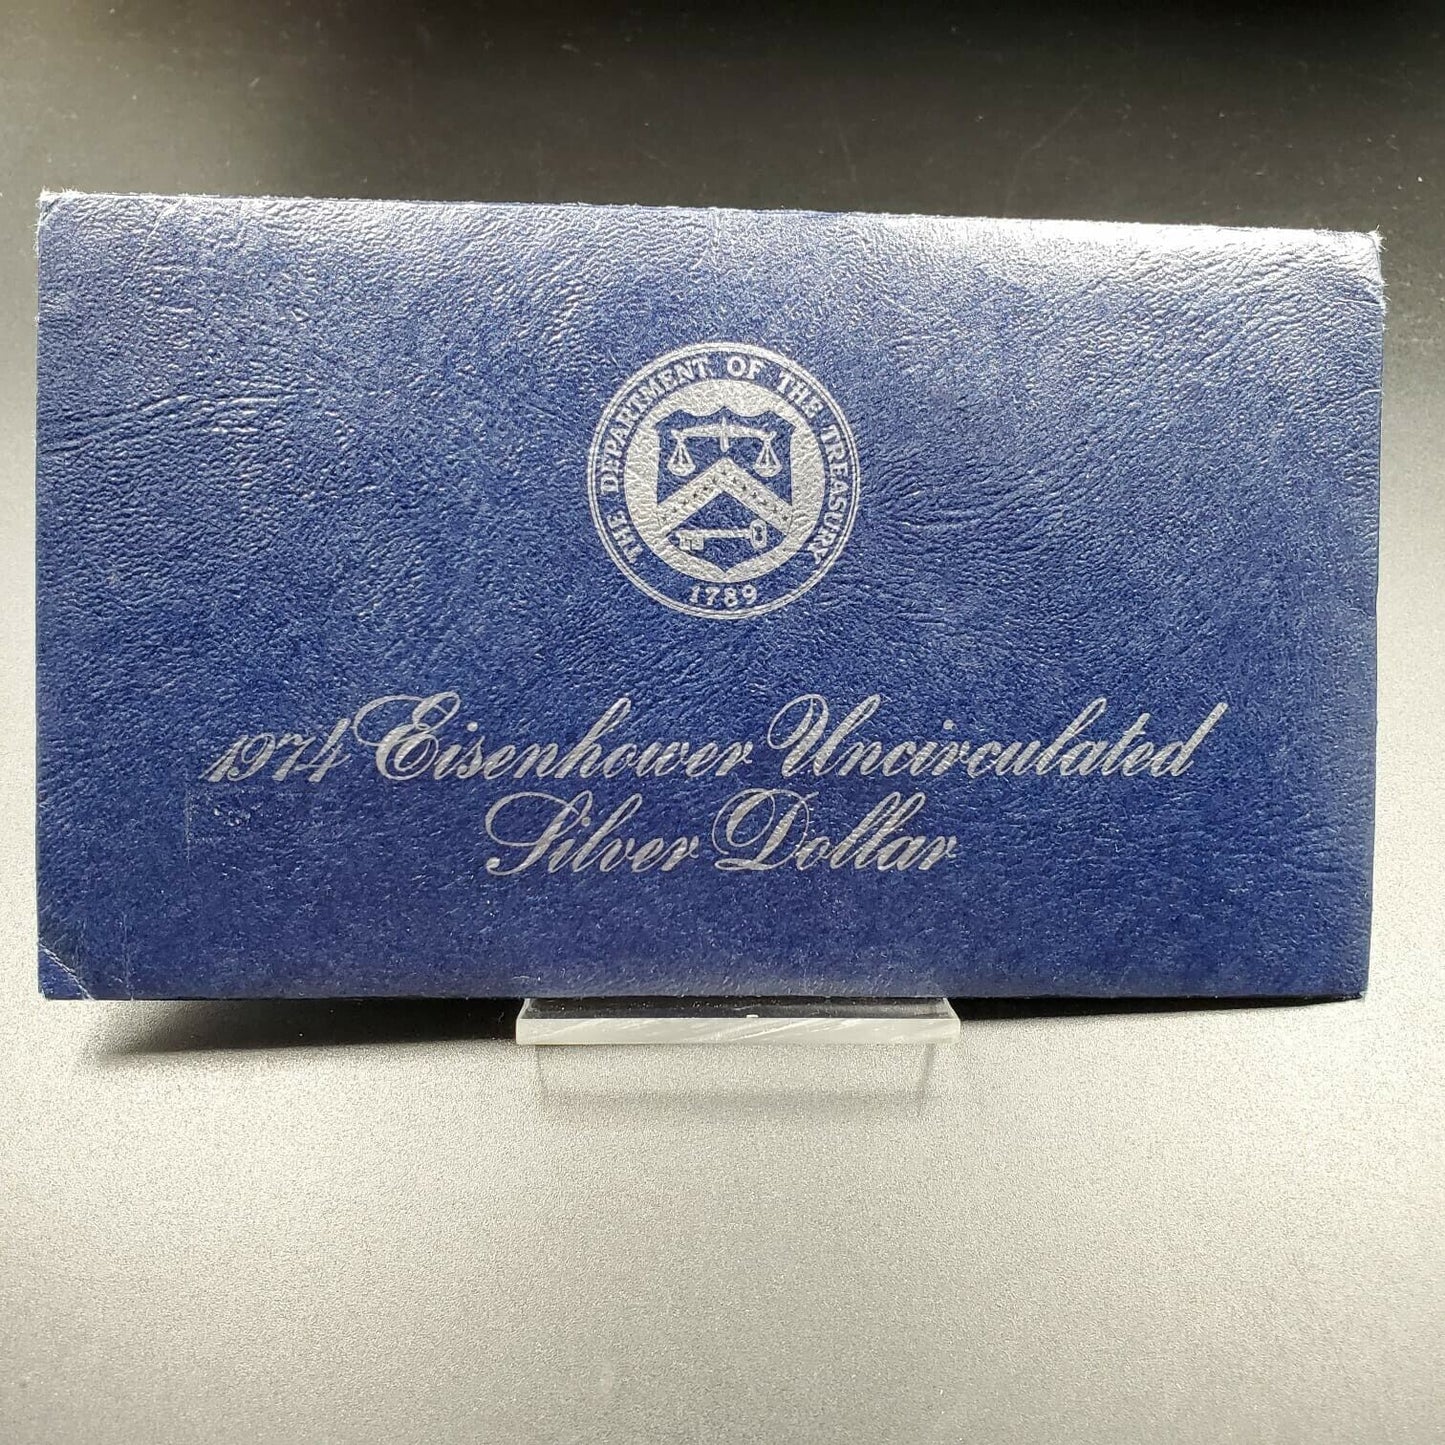 THE DEPARTMENT OF THE TREASURY
1789
1974 Eisenhower Uncirculated
Silver Dollar